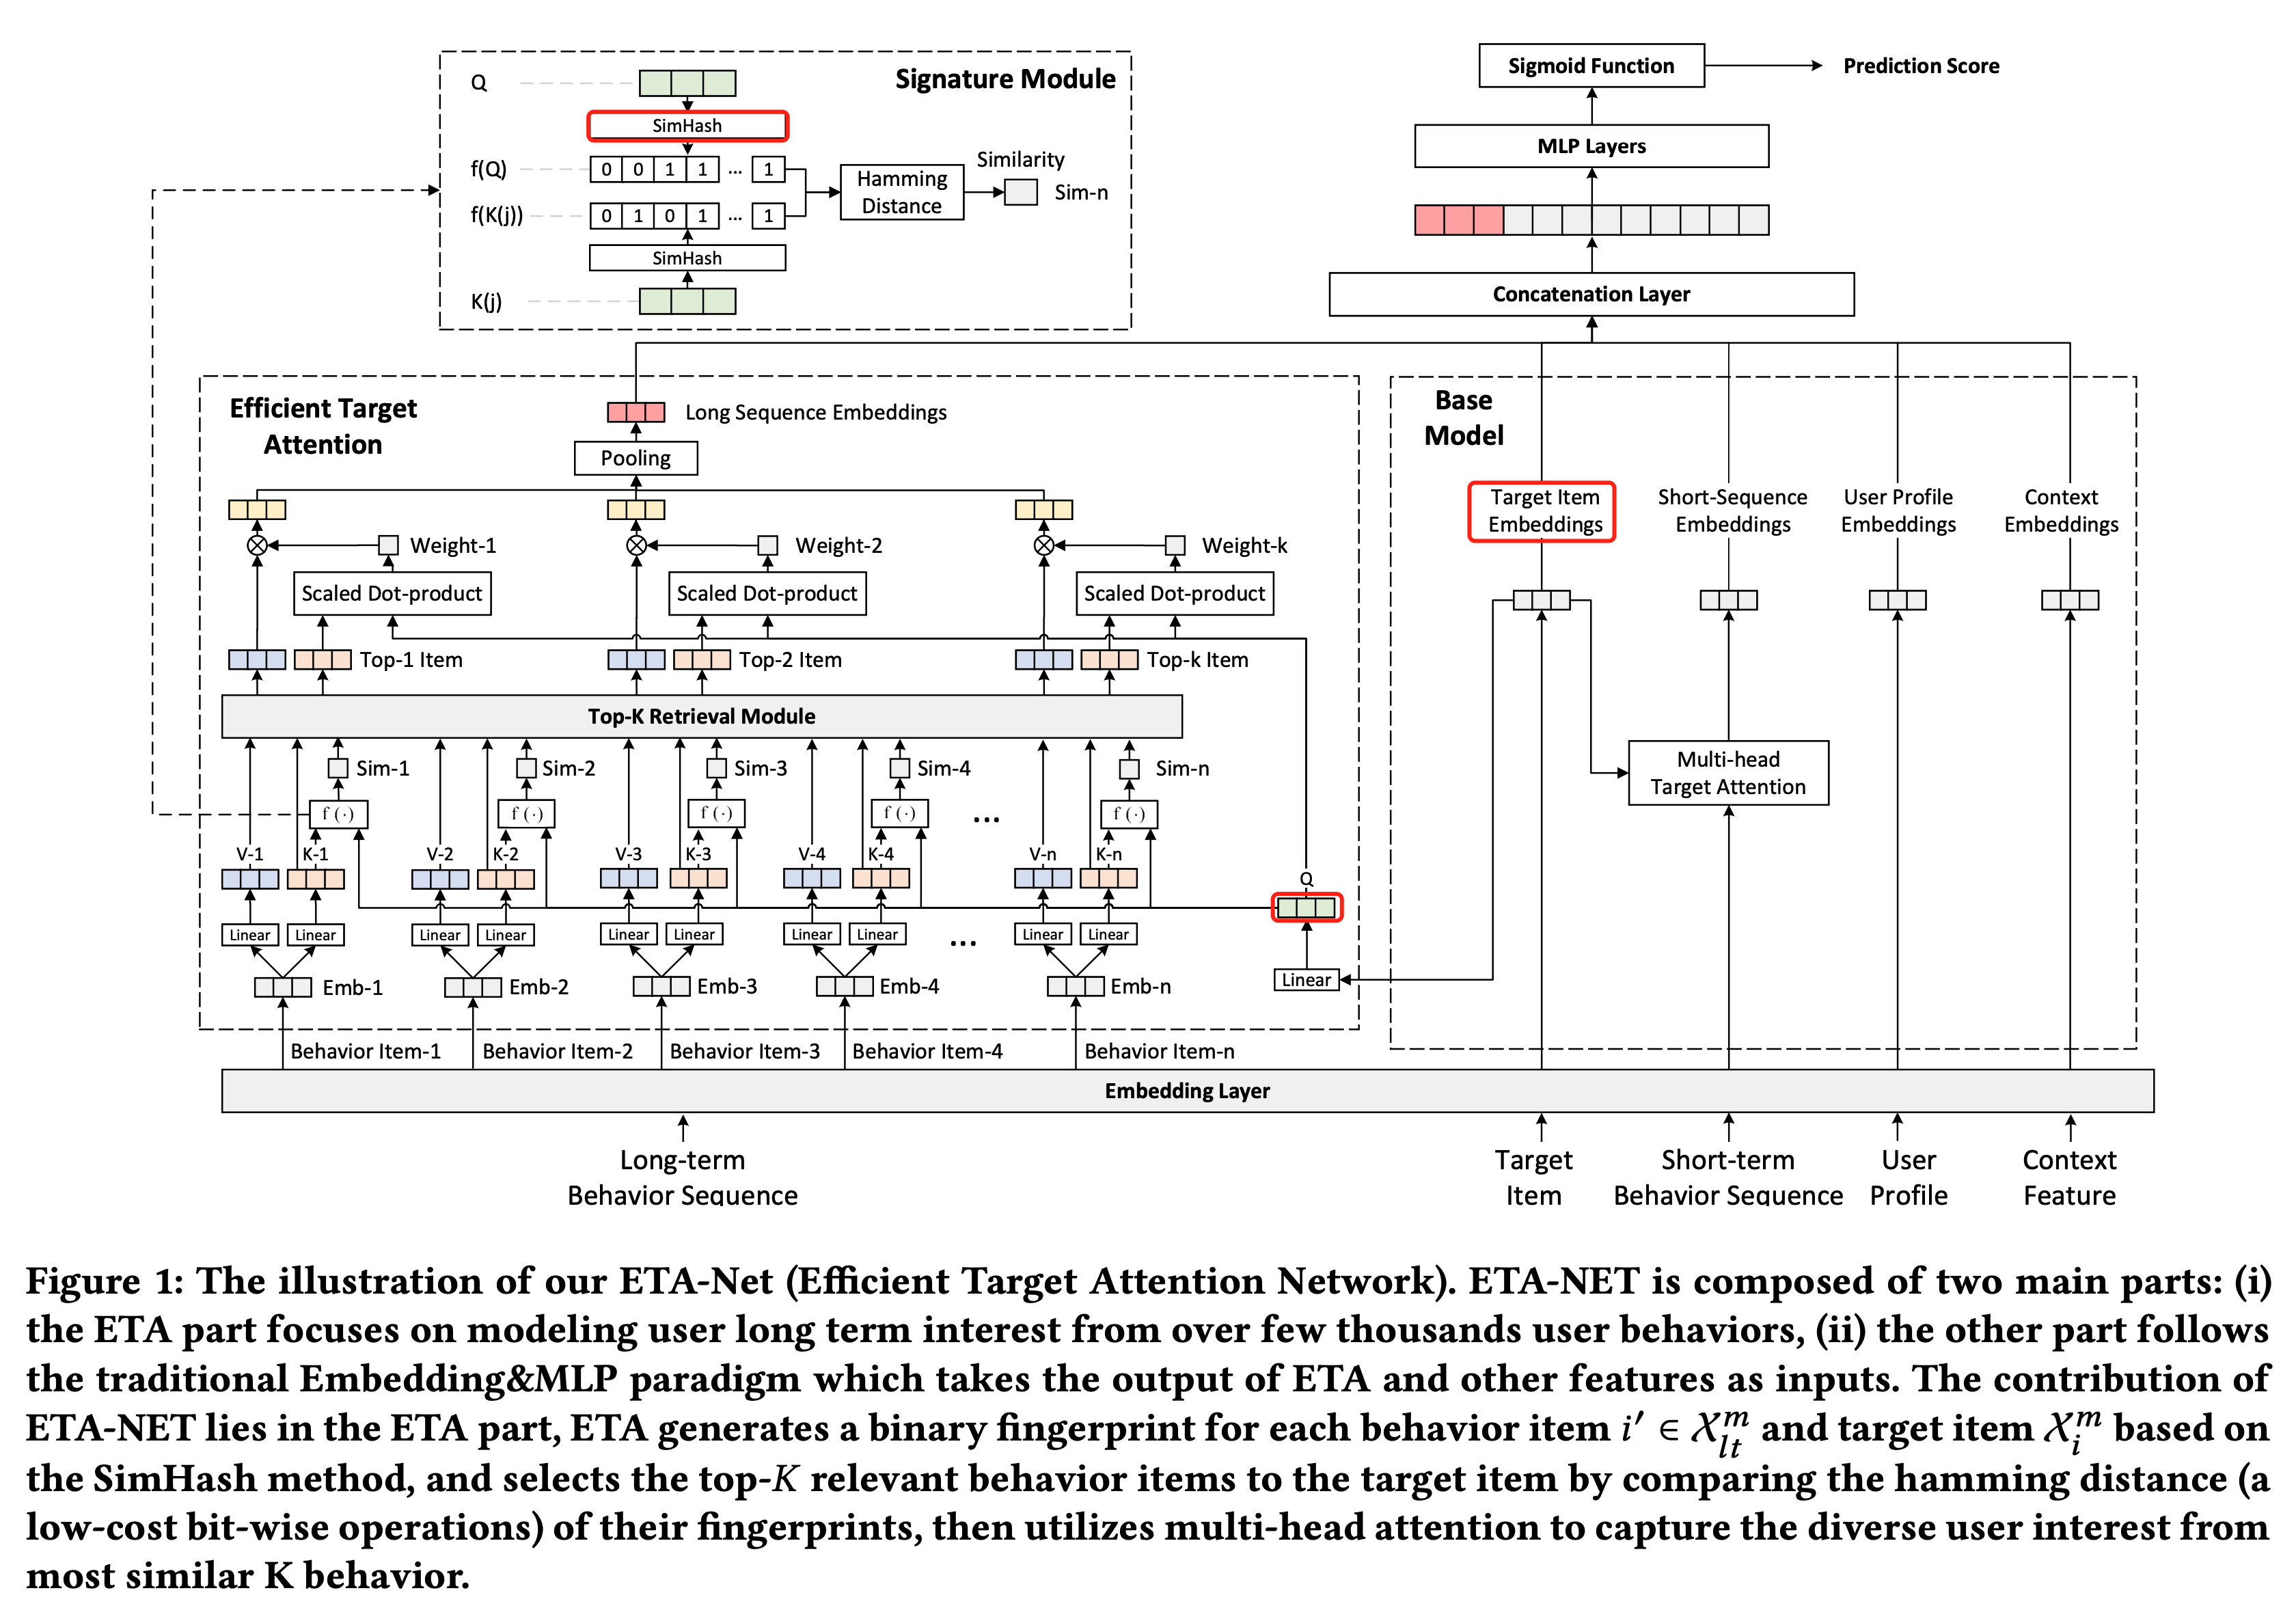 Signature Module
Q
SimHash
f(Q)
0 0 1 1 ... 1
f(K(j))
0 1 0 1 ... 1
SimHash
K(j)
Hamming
Distance
Similarity
Sim-n
Sigmoid Function
Prediction Score
MLP Layers
Concatenation Layer
Efficient Target
Attention
Long Sequence Embeddings
Pooling
Weight-1
Weight-2
Weight-k
Scaled Dot-product
Scaled Dot-product
Scaled Dot-product
Top-1 Item
Top-2 Item
Top-k Item
Top-K Retrieval Module
Sim-1
Sim-2
Sim-3
Sim-4
Sim-n
f (·)
f (·)
f (·)
f (·)
...
f (·)
V-1
K-1
V-2
K-2
V-3
K-3
V-4
K-4
V-n
K-n
Q
Linear
Linear
Linear
Linear
Linear
Linear
Linear
Linear
...
Linear
Linear
Linear
Emb-1
Emb-2
Emb-3
Emb-4
Emb-n
Base
Model
Target Item
Embeddings
Short-Sequence
Embeddings
User Profile
Embeddings
Context
Embeddings
Multi-head
Target Attention
Behavior Item-1
Behavior Item-2
Behavior Item-3
Behavior Item-4
Behavior Item-n
Embedding Layer
Long-term
Behavior Sequence
Target
Item
Short-term
Behavior Sequence
User
Profile
Context
Feature
Figure 1: The illustration of our ETA-Net (Efficient Target Attention Network). ETA-NET is composed of two main parts: (i)
the ETA part focuses on modeling user long term interest from over few thousands user behaviors, (ii) the other part follows
the traditional Embedding&MLP paradigm which takes the output of ETA and other features as inputs. The contribution of
ETA-NET lies in the ETA part, ETA generates a binary fingerprint for each behavior item i′ ∈ 𝒳_{lt}^{m} and target item 𝒳_{i}^{m} based on
the SimHash method, and selects the top-K relevant behavior items to the target item by comparing the hamming distance (a
low-cost bit-wise operations) of their fingerprints, then utilizes multi-head attention to capture the diverse user interest from
most similar K behavior.